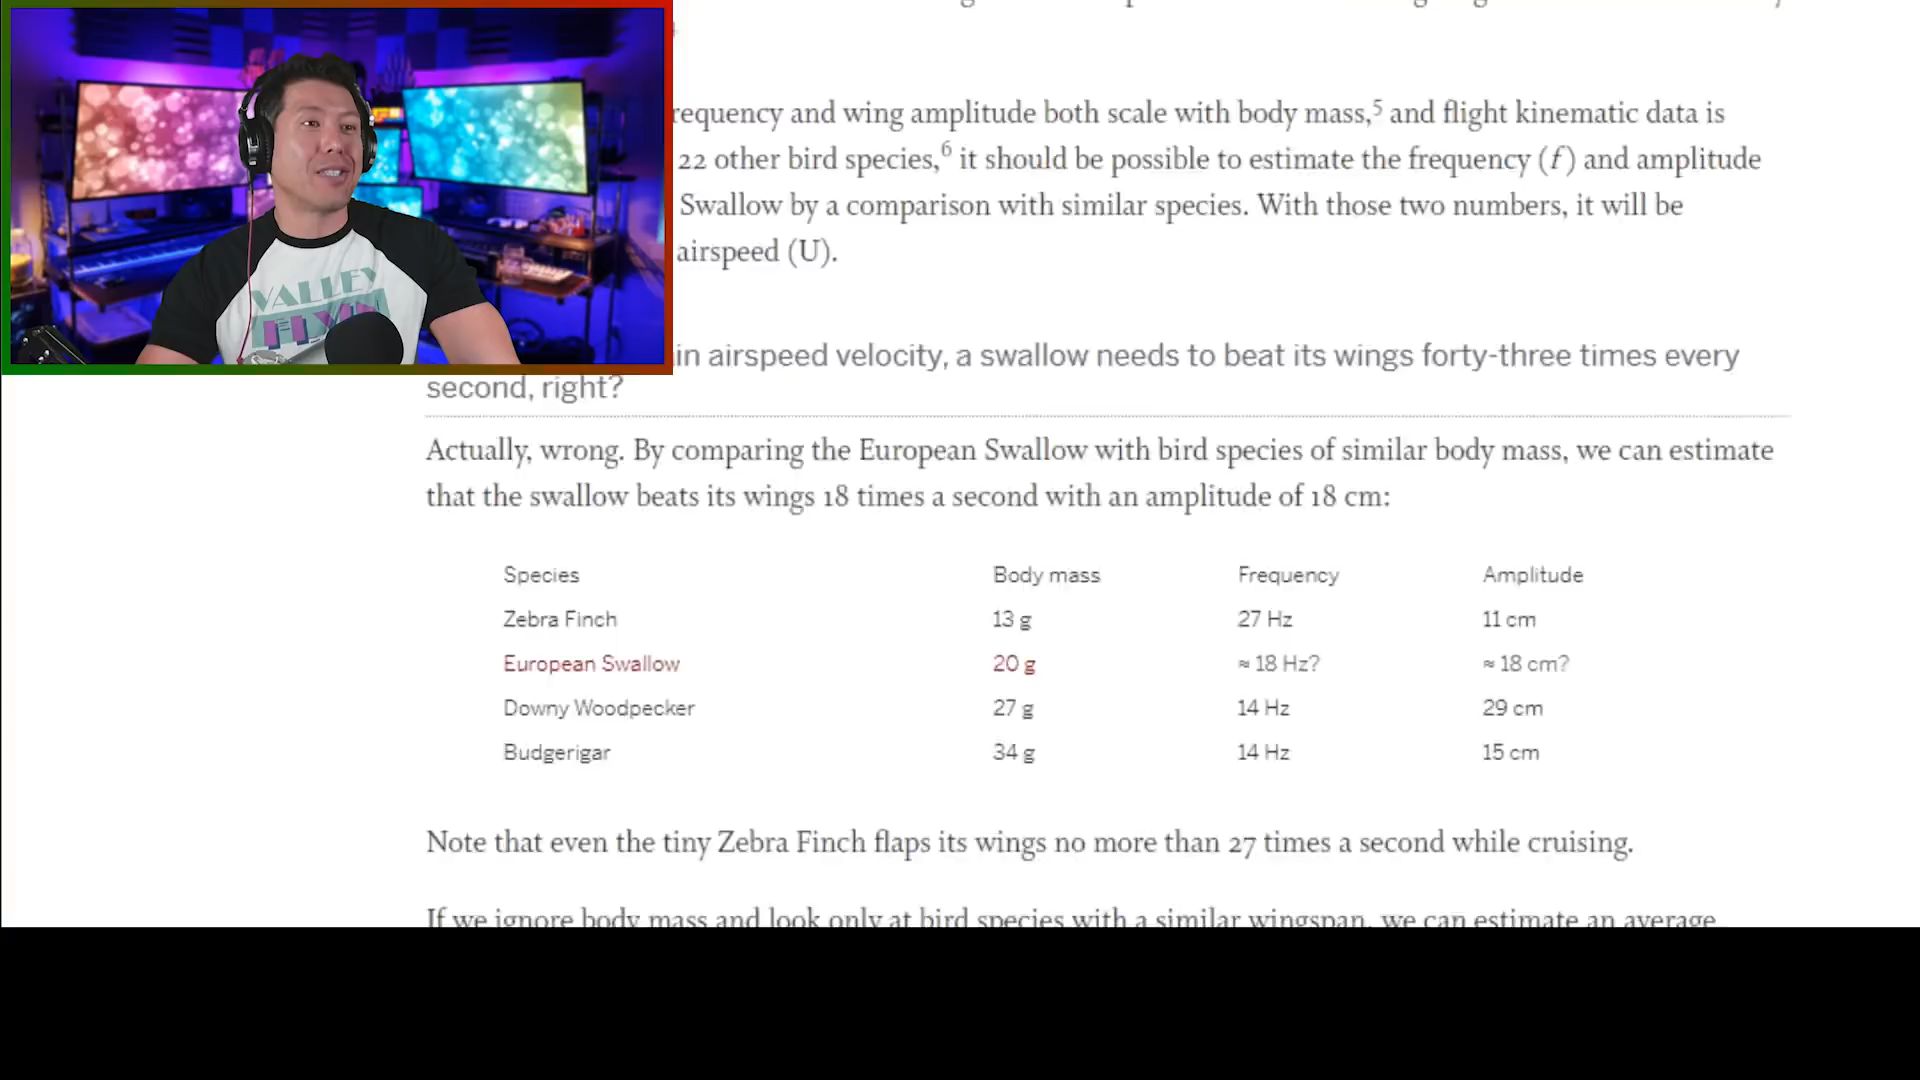 requency and wing amplitude both scale with body mass,5 and flight kinematic data is
22 other bird species,6 it should be possible to estimate the frequency (f) and amplitude
Swallow by a comparison with similar species. With those two numbers, it will be
airspeed (U).
in airspeed velocity, a swallow needs to beat its wings forty-three times every
second, right?
VALLEY
Actually, wrong. By comparing the European Swallow with bird species of similar body mass, we can estimate
that the swallow beats its wings 18 times a second with an amplitude of 18 cm:
Species Body mass Frequency Amplitude
Zebra Finch 13 g 27 Hz 11 cm
European Swallow 20 g ≈ 18 Hz? ≈ 18 cm?
Downy Woodpecker 27 g 14 Hz 29 cm
Budgerigar 34 g 14 Hz 15 cm
Note that even the tiny Zebra Finch flaps its wings no more than 27 times a second while cruising.
If we ignore body mass and look only at bird species with a similar wingspan, we can estimate an average